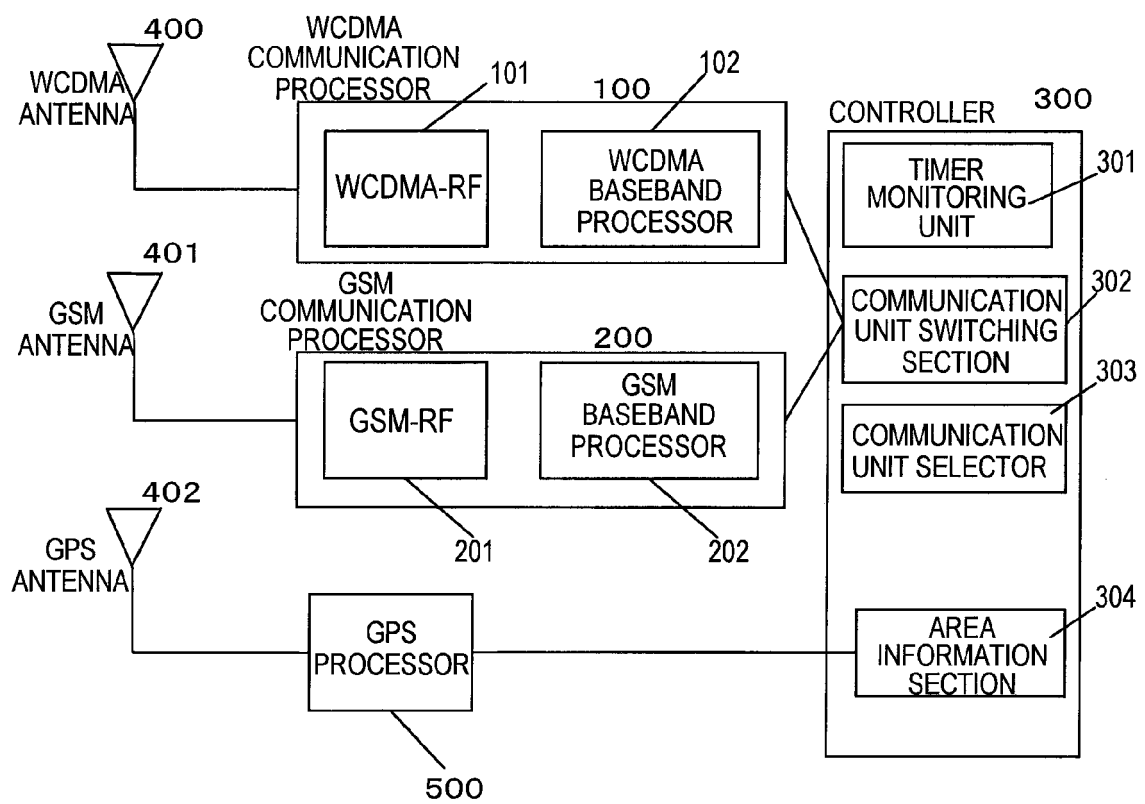 400
WCDMA
ANTENNA
WCDMA
COMMUNICATION
PROCESSOR
101
100
102
WCDMA-RF
WCDMA
BASEBAND
PROCESSOR
CONTROLLER
300
TIMER
MONITORING
UNIT
301
401
GSM
ANTENNA
GSM
COMMUNICATION
PROCESSOR
200
GSM-RF
GSM
BASEBAND
PROCESSOR
201
202
COMMUNICATION
UNIT SWITCHING
SECTION
302
303
COMMUNICATION
UNIT SELECTOR
402
GPS
ANTENNA
GPS
PROCESSOR
500
AREA
INFORMATION
SECTION
304